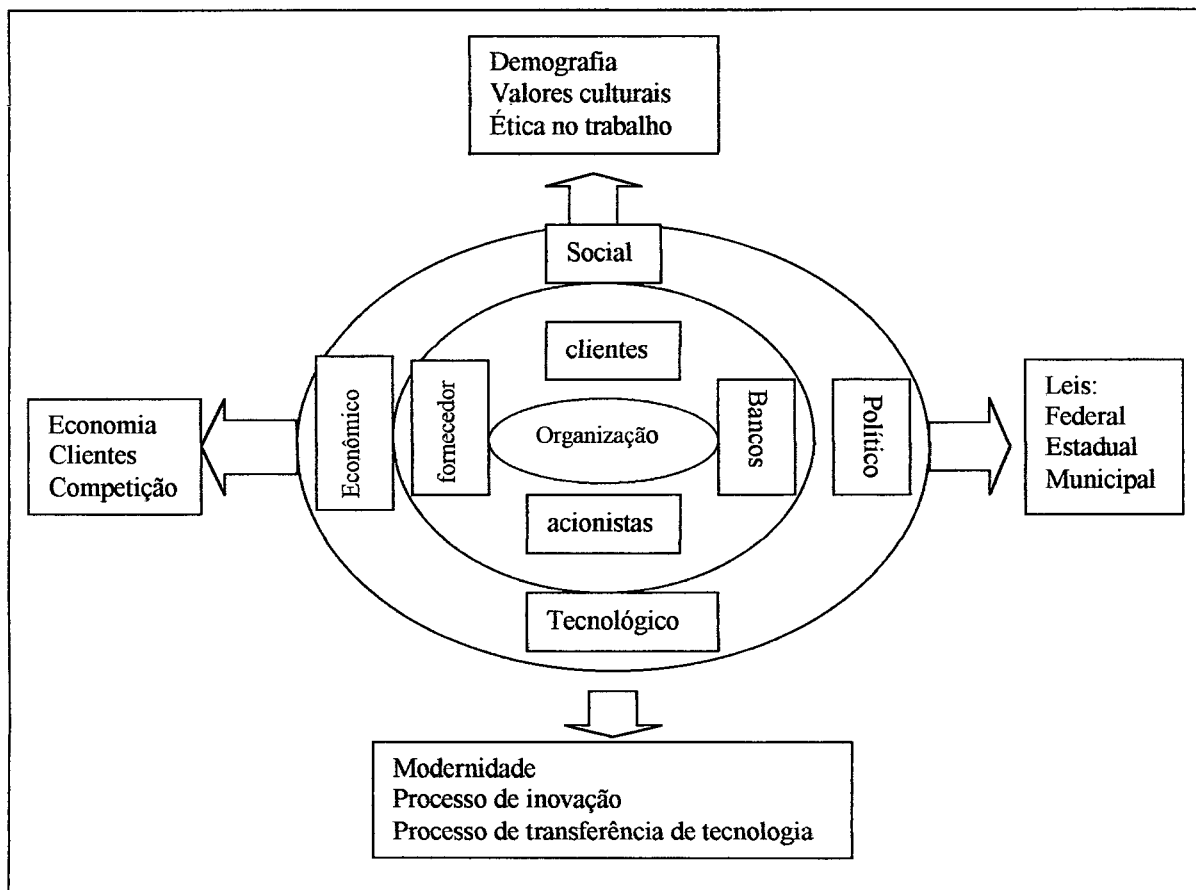 Demografia
Valores culturais
Ética no trabalho
Social
clientes
Econômico
fornecedor
Organização
Bancos
Político
Economia
Clientes
Competição
Leis:
Federal
Estadual
Municipal
acionistas
Tecnológico
Modernidade
Processo de inovação
Processo de transferência de tecnologia